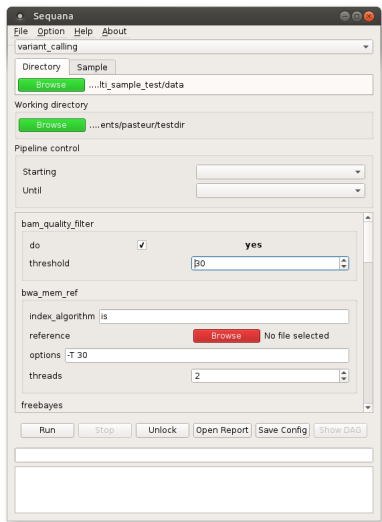 Sequana
File Option Help About
variant_calling
Directory Sample
Browse ....lti_sample_test/data
Working directory
Browse ....ents/pasteur/testdir
Pipeline control
Starting
Until
bam_quality_filter
do yes
threshold 30
bwa_mem_ref
index_algorithm is
reference Browse No file selected
options -T 30
threads 2
freebayes
Run Stop Unlock Open Report Save Config Show DAG